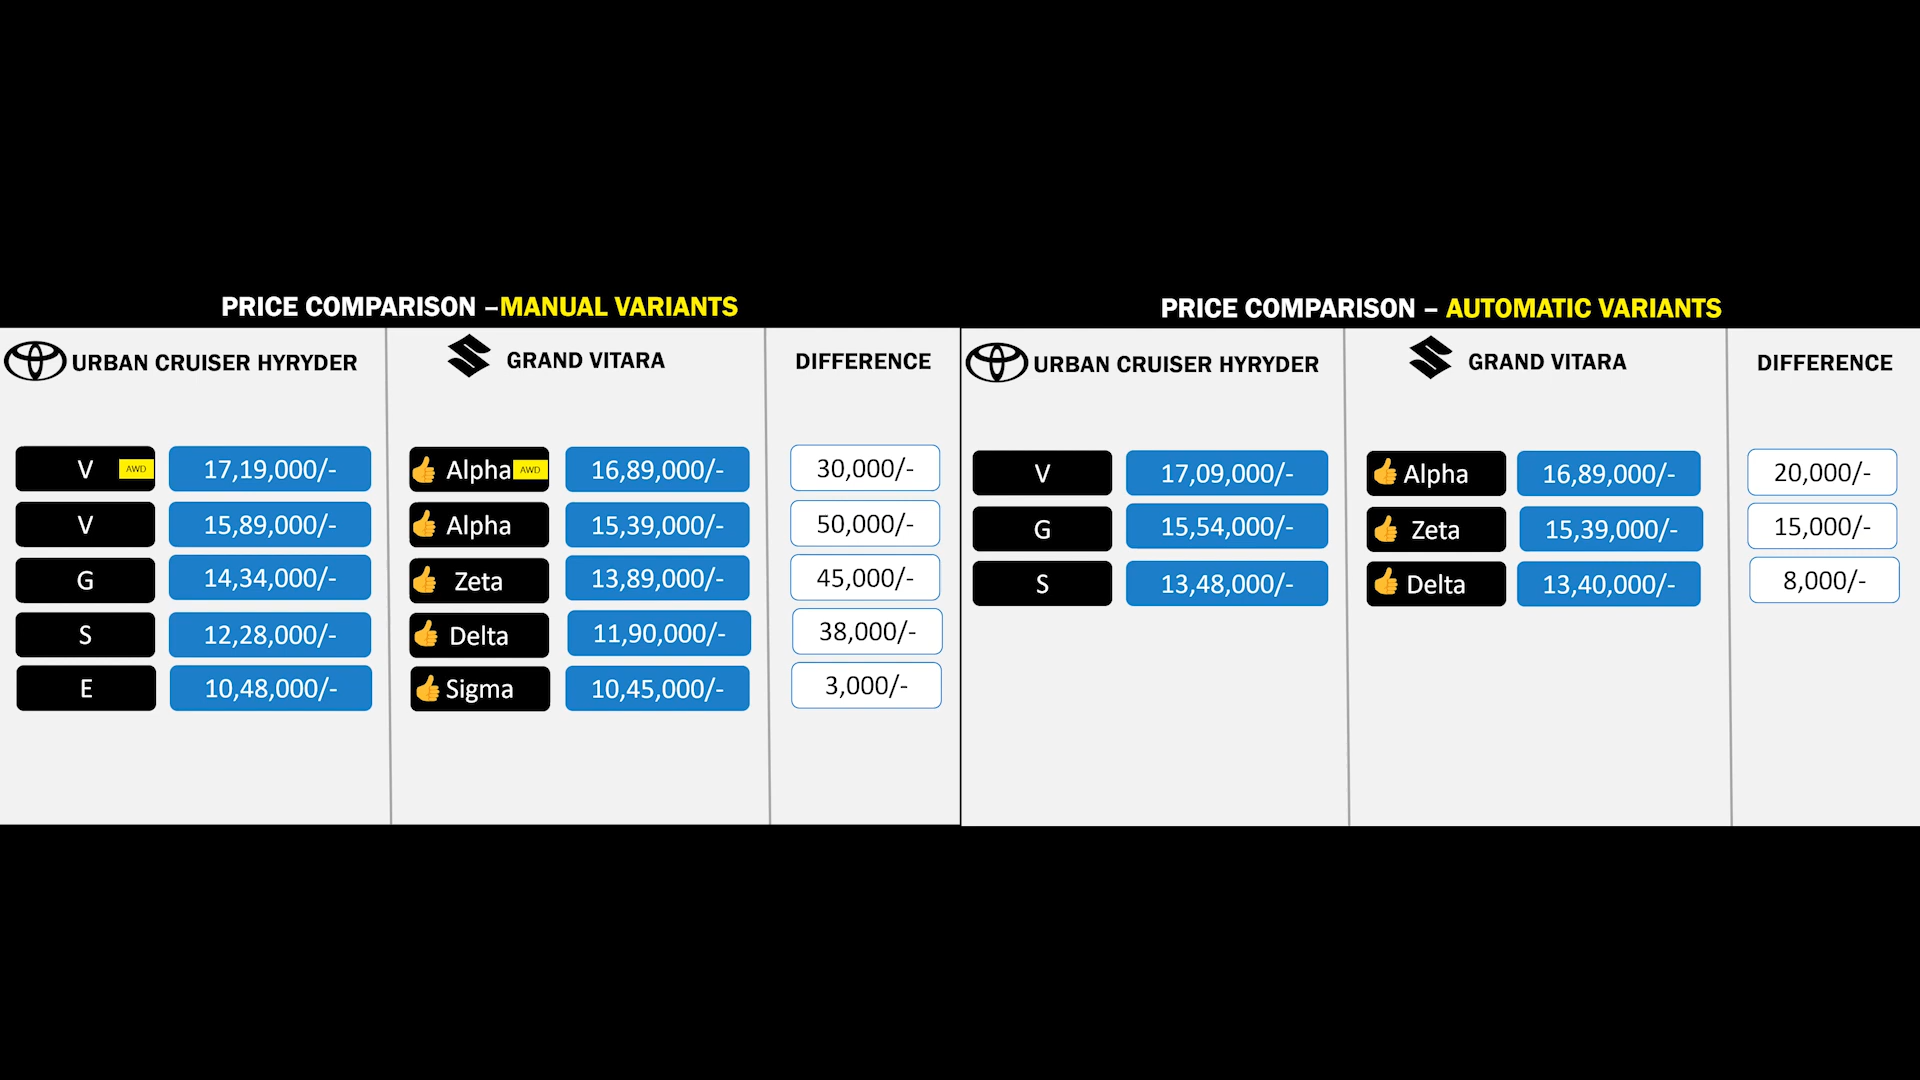 PRICE COMPARISON –MANUAL VARIANTS
URBAN CRUISER HYRYDER GRAND VITARA DIFFERENCE
V AWD 17,19,000/- Alpha AWD 16,89,000/- 30,000/-
V 15,89,000/- Alpha 15,39,000/- 50,000/-
G 14,34,000/- Zeta 13,89,000/- 45,000/-
S 12,28,000/- Delta 11,90,000/- 38,000/-
E 10,48,000/- Sigma 10,45,000/- 3,000/-
PRICE COMPARISON – AUTOMATIC VARIANTS
URBAN CRUISER HYRYDER GRAND VITARA DIFFERENCE
V 17,09,000/- Alpha 16,89,000/- 20,000/-
G 15,54,000/- Zeta 15,39,000/- 15,000/-
S 13,48,000/- Delta 13,40,000/- 8,000/-